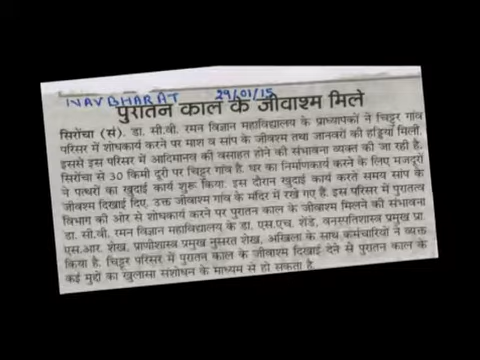 NAVBHARAT 29/01/15
पुरातन काल के जीवाश्म मिले
सिरोंचा (सं). डा. सी.वी. रमन विज्ञान महाविद्यालय के प्राध्यापकों ने चिट्टूर गांव
परिसर में शोधकार्य करने पर माश व सांप के जीवश्म तथा जानवरों की हड्डियां मिली.
इससे इस परिसर में आदिमानव की वसाहत होने की संभावना व्यक्त की जा रही है.
सिरोंचा से 30 किमी दूरी पर चिट्टूर गांव है. घर का निर्माणकार्य करने के लिए मजदूरों
ने पत्थरों का खुदाई कार्य शुरू किया. इस दौरान खुदाई कार्य करते समय सांप के
जीवश्म दिखाई दिए. उक्त जीवाश्म गांव के मंदिर में रखे गए हैं. इस परिसर में पुरातत्व
विभाग की ओर से शोधकार्य करने पर पुरातन काल के जीवाश्म मिलने की संभावना
डा. सी.वी. रमन विज्ञान महाविद्यालय के डा. एस.एच. शेंडे, वनस्पतिशास्त्र प्रमुख प्रा.
एस.आर. शेख, प्राणीशास्त्र प्रमुख नुसरत शेख, अखिला के साथ कर्मचारियों ने व्यक्त
किया है. चिट्टूर परिसर में पुरातन काल के जीवाश्म दिखाई देने से पुरातन काल के
कई मुद्दों का खुलासा संशोधन के माध्यम से हो सकता है.